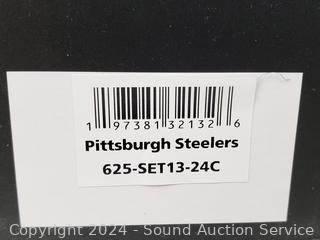 1 97381 32132 6
Pittsburgh Steelers
625-SET13-24C
Copyright 2024 - Sound Auction Service